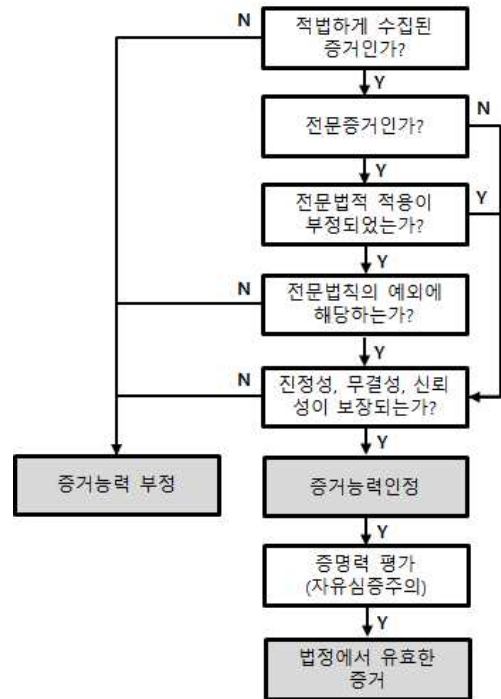 N
적법하게 수집된
증거인가?
Y
전문증거인가?
N
Y
전문법적 적용이
부정되었는가?
Y
Y
N
전문법칙의 예외에
해당하는가?
Y
N
진정성, 무결성, 신뢰
성이 보장되는가?
Y
증거능력 부정
증거능력인정
Y
증명력 평가
(자유심증주의)
Y
법정에서 유효한
증거